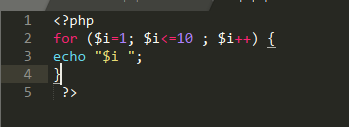 1 <?php
2 for ($i=1; $i<=10 ; $i++) {
3 echo "$i ";
4 }
5 ?>